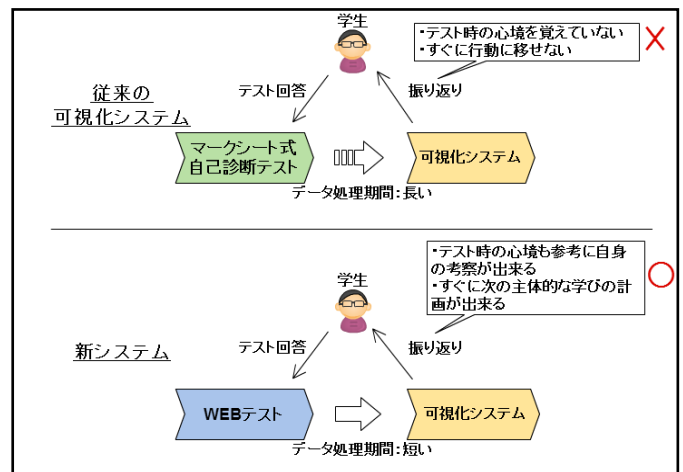 学生
・テスト時の心境を覚えていない
・すぐに行動に移せない
X
テスト回答
振り返り
従来の
可視化システム
マークシート式
自己診断テスト
可視化システム
データ処理期間:長い
学生
・テスト時の心境も参考に自身
の考察が出来る
・すぐに次の主体的な学びの計
画が出来る
○
テスト回答
振り返り
新システム
WEBテスト
可視化システム
データ処理期間:短い